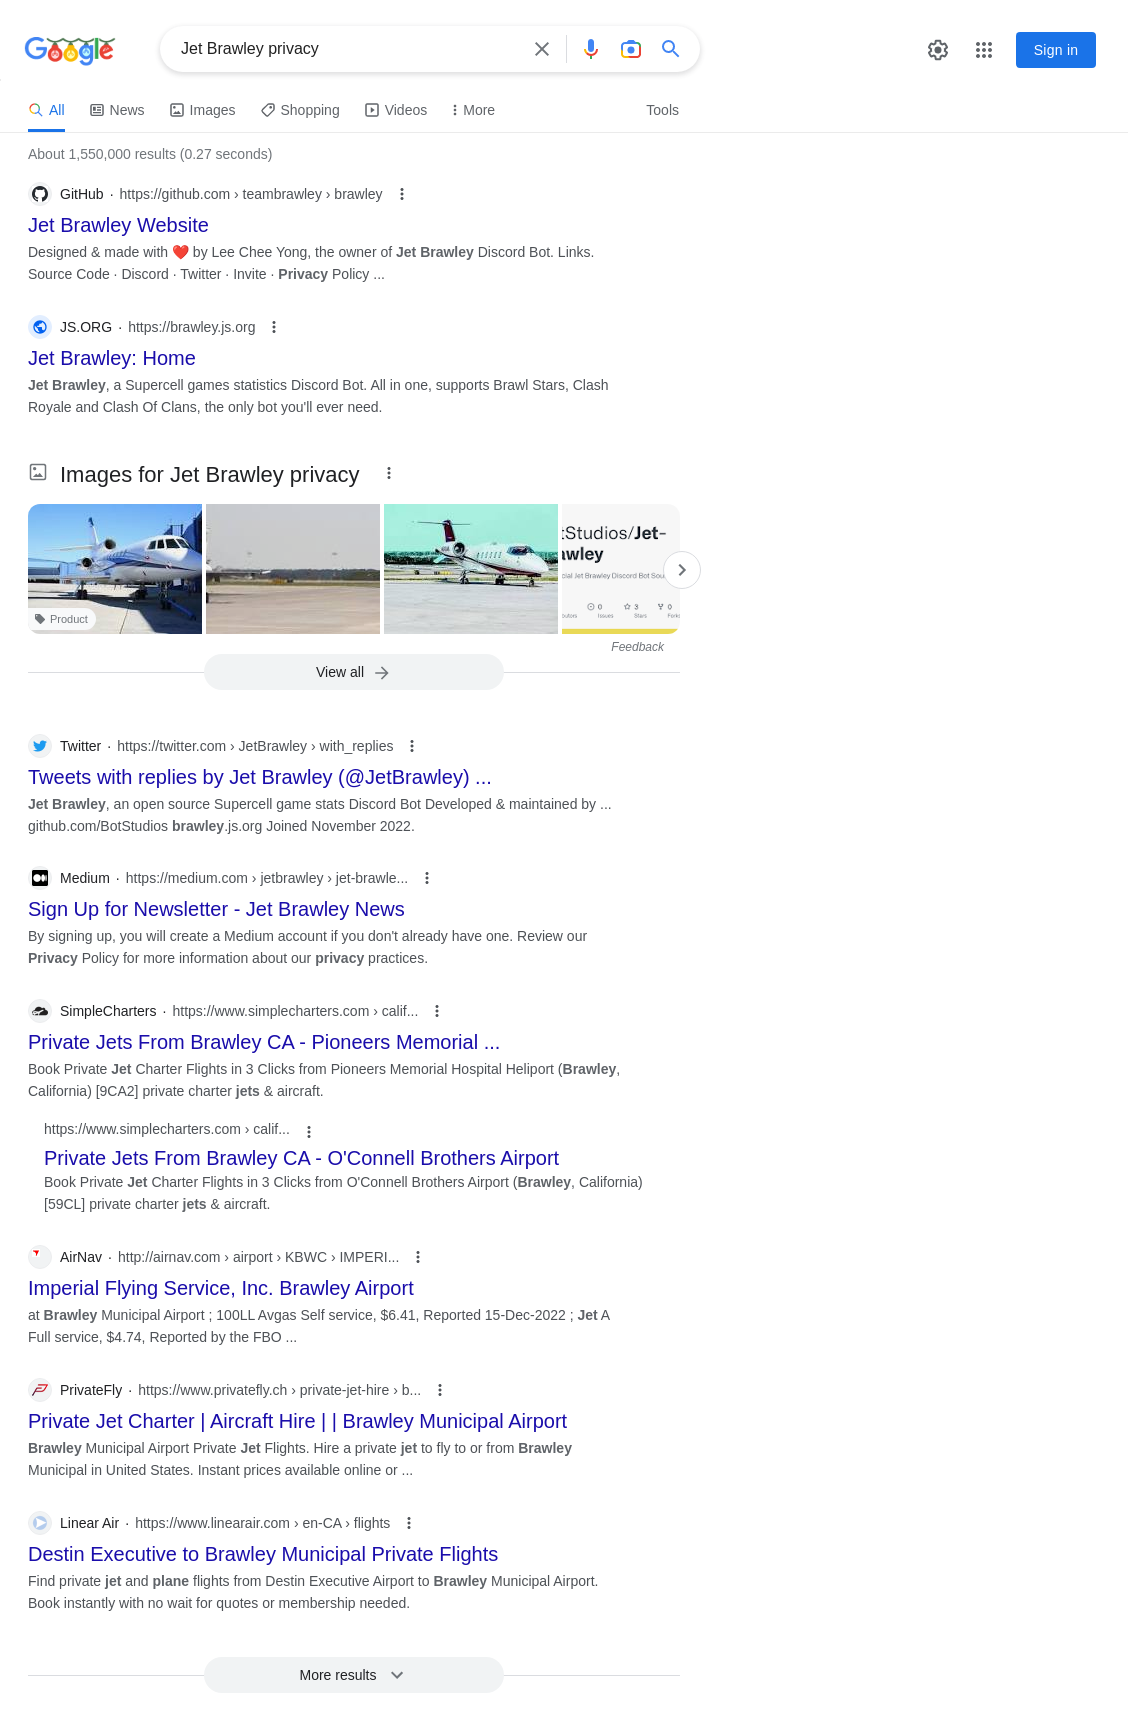 Google
Jet Brawley privacy
Sign in
All
News
Images
Shopping
Videos
More
Tools
About 1,550,000 results (0.27 seconds)
GitHub · https://github.com › teambrawley › brawley
Jet Brawley Website
Designed & made with ❤️ by Lee Chee Yong, the owner of Jet Brawley Discord Bot. Links.
Source Code · Discord · Twitter · Invite · Privacy Policy ...
JS.ORG · https://brawley.js.org
Jet Brawley: Home
Jet Brawley, a Supercell games statistics Discord Bot. All in one, supports Brawl Stars, Clash
Royale and Clash Of Clans, the only bot you'll ever need.
Images for Jet Brawley privacy
tStudios/Jet-
awley
cial Jet Brawley Discord Bot Sou
0
3
0
utors
Issues
Stars
Forks
Product
Feedback
View all
Twitter · https://twitter.com › JetBrawley › with_replies
Tweets with replies by Jet Brawley (@JetBrawley) ...
Jet Brawley, an open source Supercell game stats Discord Bot Developed & maintained by ...
github.com/BotStudios brawley.js.org Joined November 2022.
Medium · https://medium.com › jetbrawley › jet-brawle...
Sign Up for Newsletter - Jet Brawley News
By signing up, you will create a Medium account if you don't already have one. Review our
Privacy Policy for more information about our privacy practices.
SimpleCharters · https://www.simplecharters.com › calif...
Private Jets From Brawley CA - Pioneers Memorial ...
Book Private Jet Charter Flights in 3 Clicks from Pioneers Memorial Hospital Heliport (Brawley,
California) [9CA2] private charter jets & aircraft.
https://www.simplecharters.com › calif...
Private Jets From Brawley CA - O'Connell Brothers Airport
Book Private Jet Charter Flights in 3 Clicks from O'Connell Brothers Airport (Brawley, California)
[59CL] private charter jets & aircraft.
AirNav · http://airnav.com › airport › KBWC › IMPERI...
Imperial Flying Service, Inc. Brawley Airport
at Brawley Municipal Airport ; 100LL Avgas Self service, $6.41, Reported 15-Dec-2022 ; Jet A
Full service, $4.74, Reported by the FBO ...
PrivateFly · https://www.privatefly.ch › private-jet-hire › b...
Private Jet Charter | Aircraft Hire | | Brawley Municipal Airport
Brawley Municipal Airport Private Jet Flights. Hire a private jet to fly to or from Brawley
Municipal in United States. Instant prices available online or ...
Linear Air · https://www.linearair.com › en-CA › flights
Destin Executive to Brawley Municipal Private Flights
Find private jet and plane flights from Destin Executive Airport to Brawley Municipal Airport.
Book instantly with no wait for quotes or membership needed.
More results